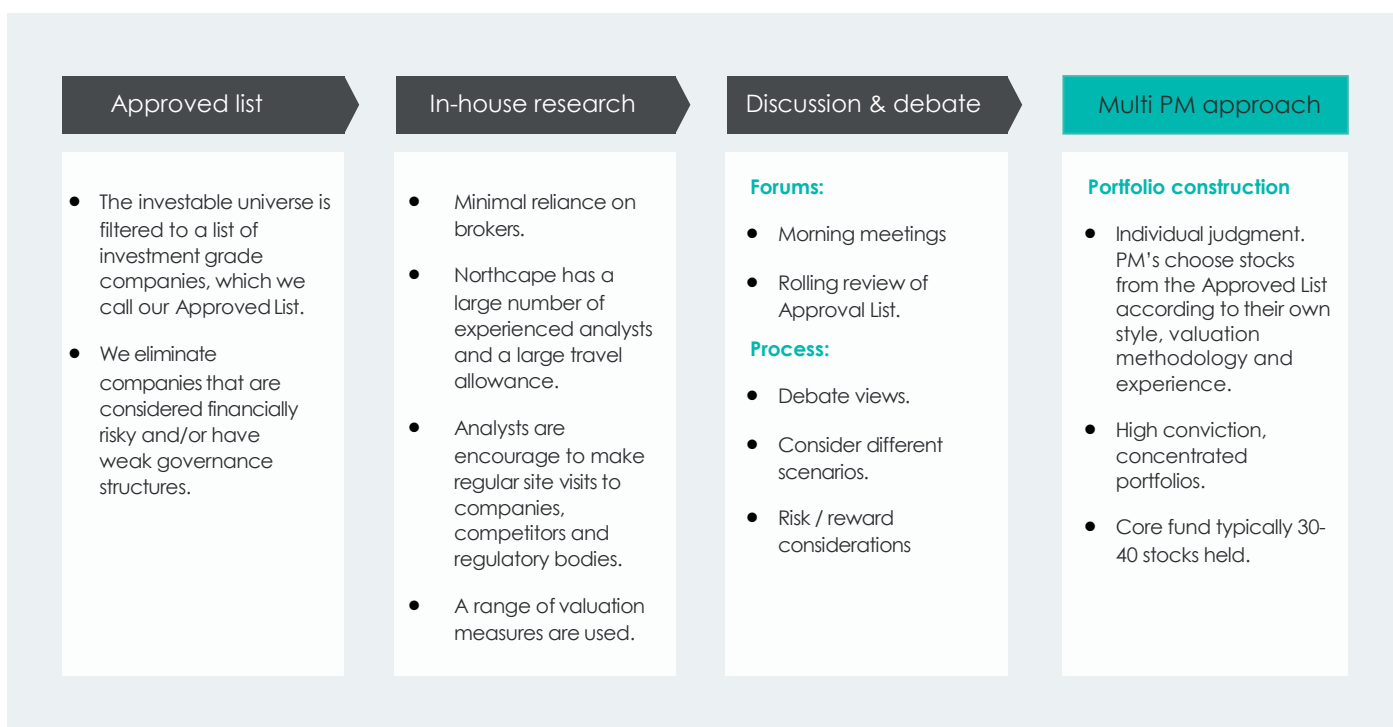 Approved list
In-house research
Discussion & debate
Multi PM approach
The investable universe is
filtered to a list of
investment grade
companies, which we
call our Approved List.
We eliminate
companies that are
considered financially
risky and/or have
weak governance
structures.
Minimal reliance on
brokers.
Northcape has a
large number of
experienced analysts
and a large travel
allowance.
Analysts are
encourage to make
regular site visits to
companies,
competitors and
regulatory bodies.
A range of valuation
measures are used.
Forums:
Morning meetings
Rolling review of
Approval List.
Process:
Debate views.
Consider different
scenarios.
Risk / reward
considerations
Portfolio construction
Individual judgment.
PM’s choose stocks
from the Approved List
according to their own
style, valuation
methodology and
experience.
High conviction,
concentrated
portfolios.
Core fund typically 30-
40 stocks held.